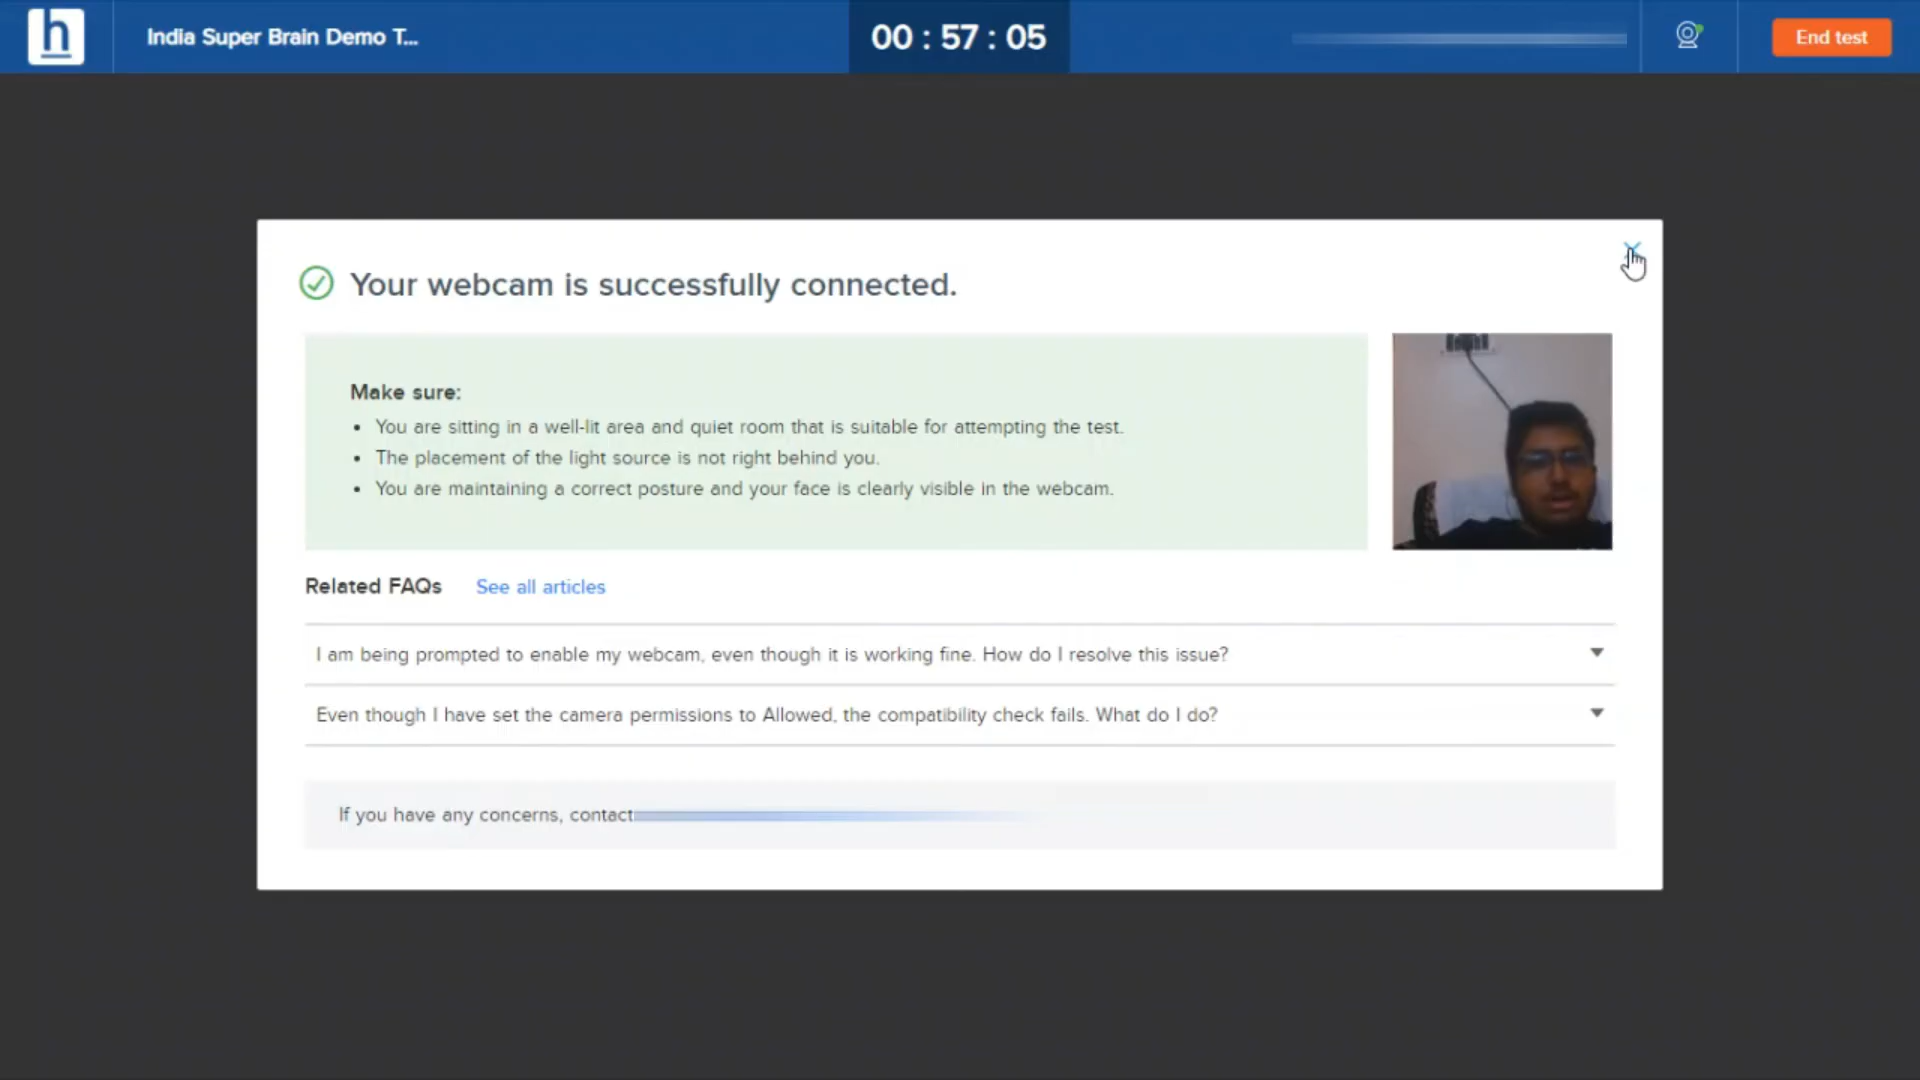 h
India Super Brain Demo T...
00 : 57 : 05
End test
Your webcam is successfully connected.
Make sure:
• You are sitting in a well-lit area and quiet room that is suitable for attempting the test.
• The placement of the light source is not right behind you.
• You are maintaining a correct posture and your face is clearly visible in the webcam.
Related FAQs See all articles
I am being prompted to enable my webcam, even though it is working fine. How do I resolve this issue?
Even though I have set the camera permissions to Allowed, the compatibility check fails. What do I do?
If you have any concerns, contact